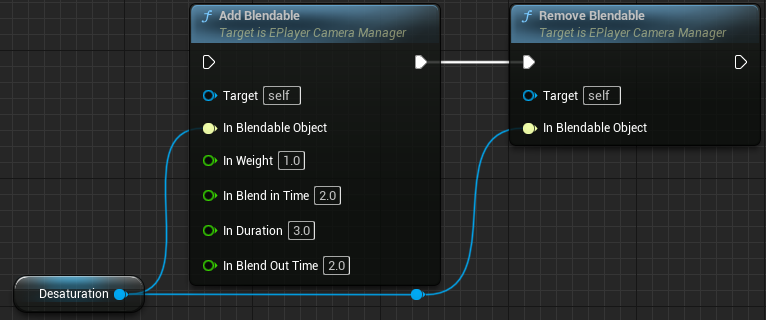 Add Blendable
Target is EPlayer Camera Manager
Target self
In Blendable Object
In Weight 1.0
In Blend in Time 2.0
In Duration 3.0
In Blend Out Time 2.0
Remove Blendable
Target is EPlayer Camera Manager
Target self
In Blendable Object
Desaturation